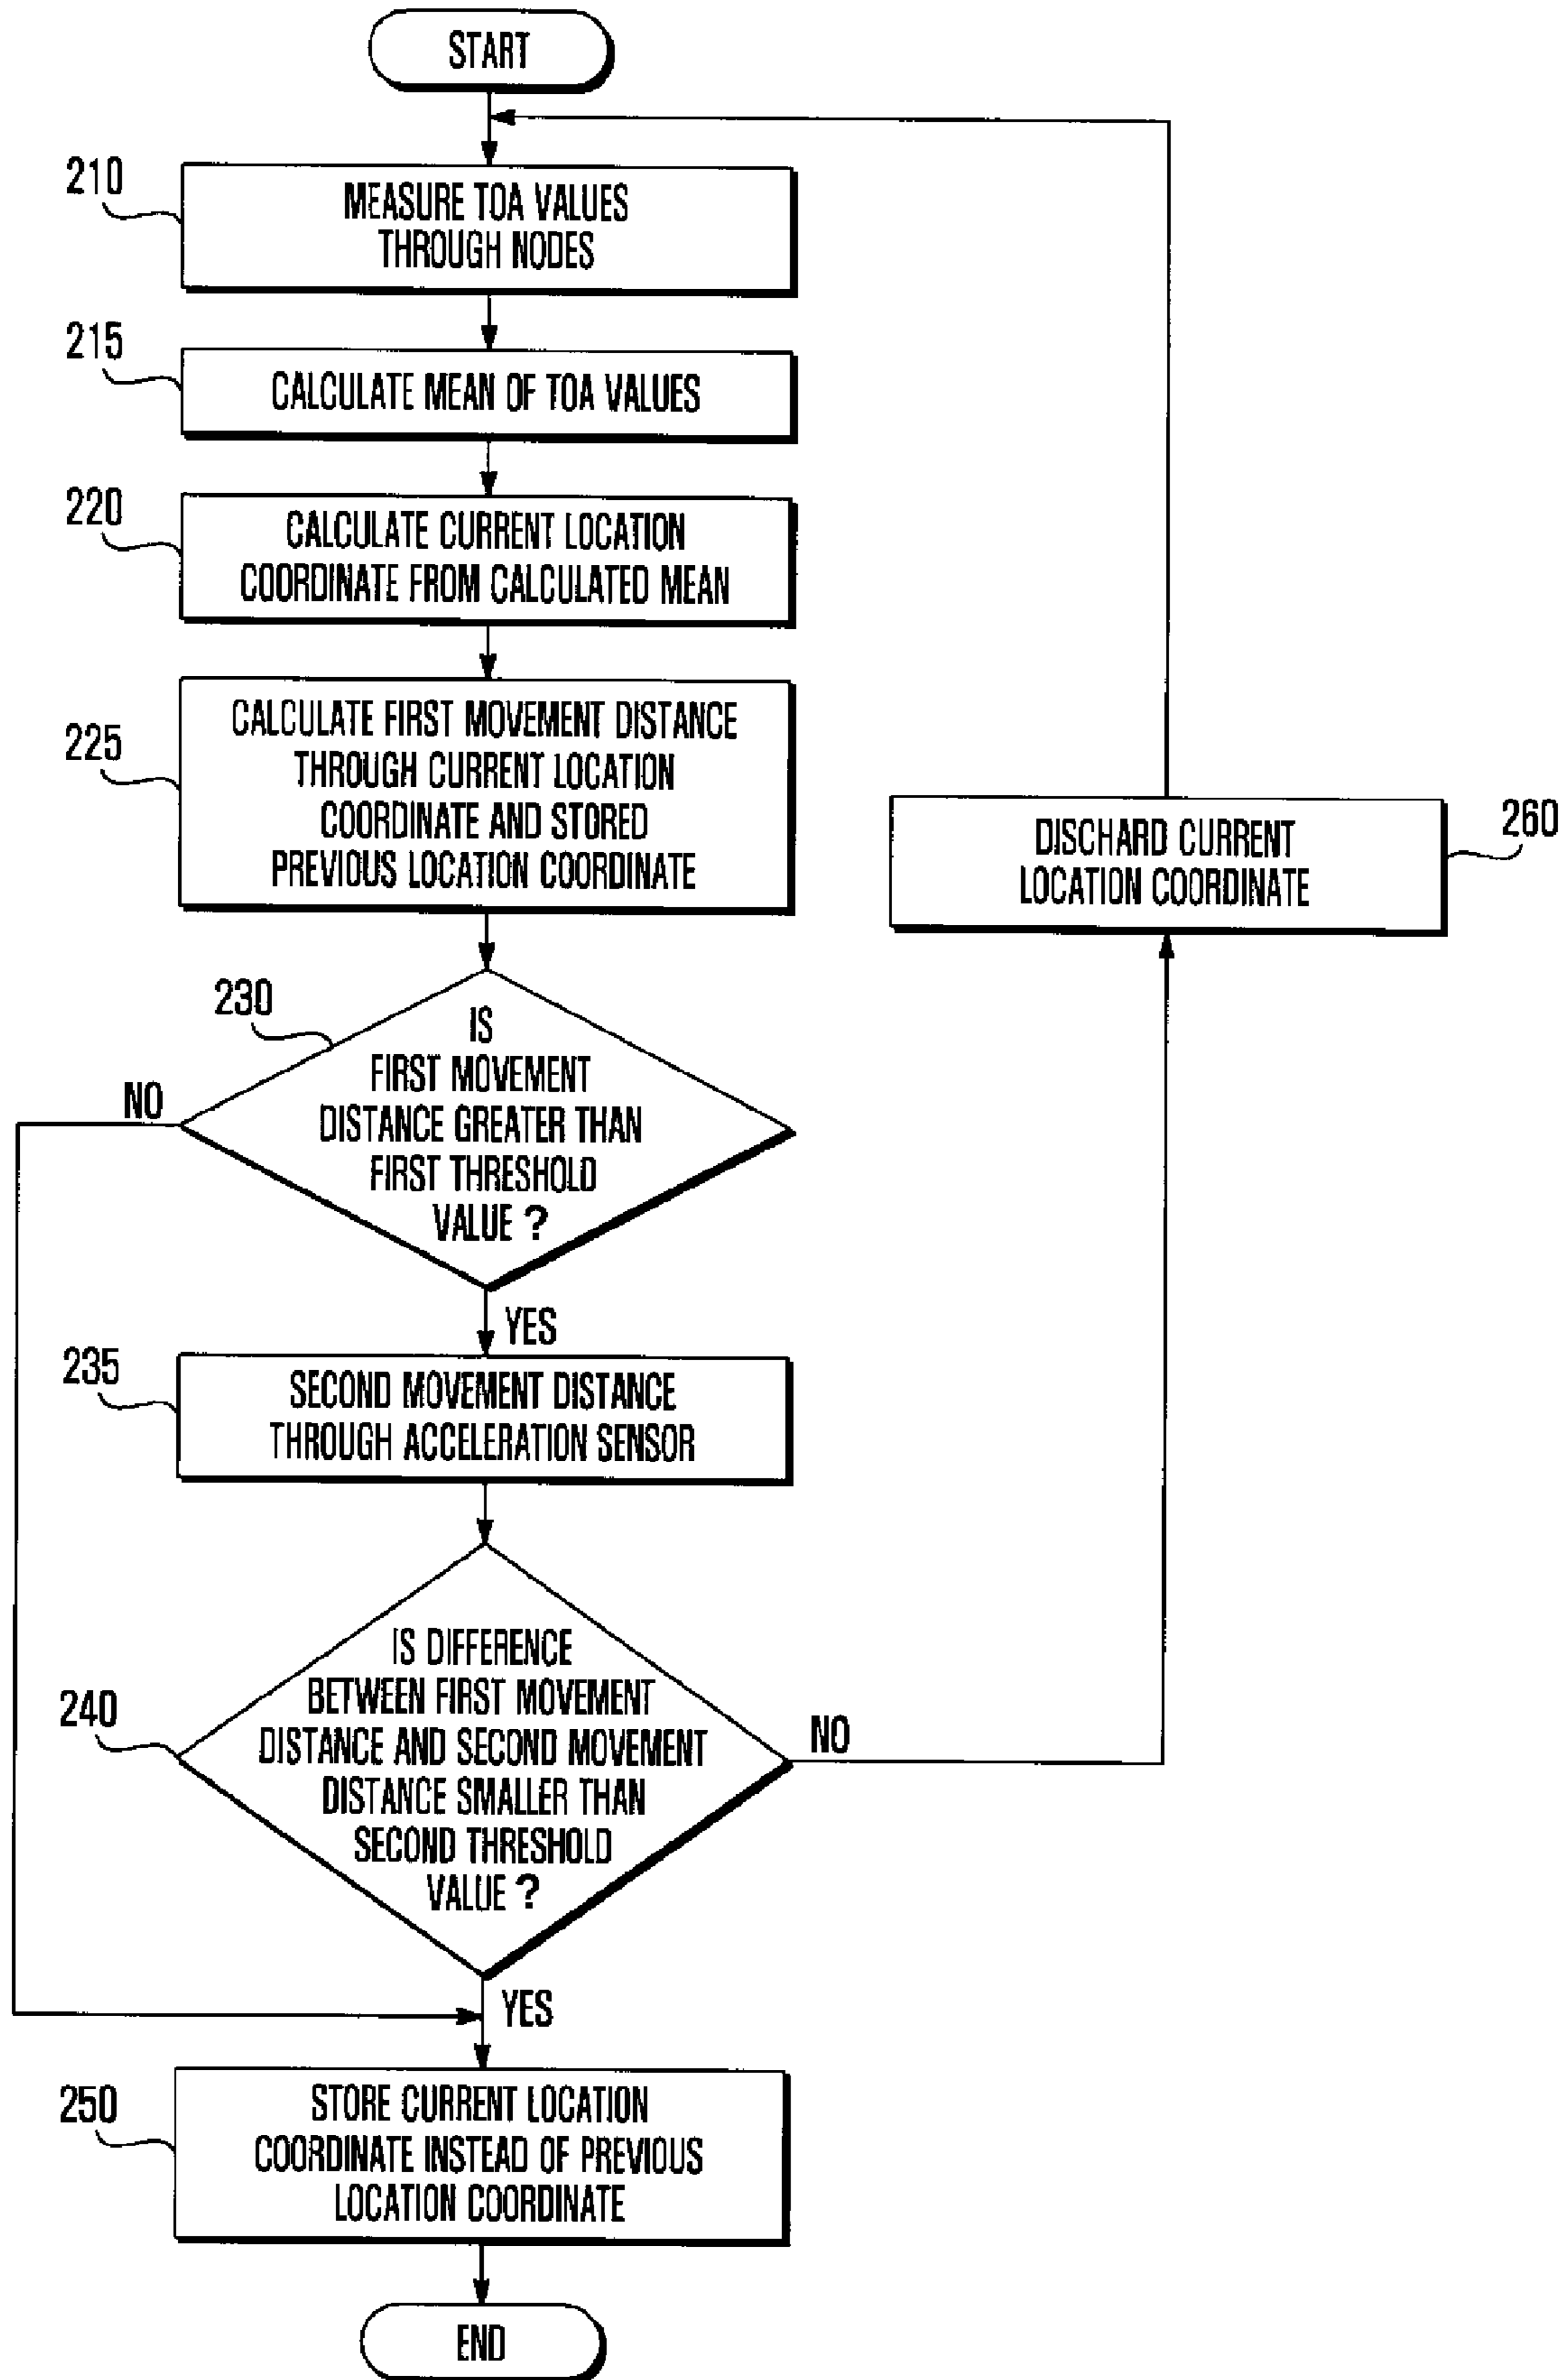 START
210
MEASURE TOA VALUES
THROUGH NODES
215
CALCULATE MEAN OF TOA VALUES
220
CALCULATE CURRENT LOCATION
COORDINATE FROM CALCULATED MEAN
225
CALCULATE FIRST MOVEMENT DISTANCE
THROUGH CURRENT LOCATION
COORDINATE AND STORED
PREVIOUS LOCATION COORDINATE
DISCHARD CURRENT
LOCATION COORDINATE
260
230
IS
FIRST MOVEMENT
DISTANCE GREATER THAN
FIRST THRESHOLD
VALUE ?
NO
YES
235
SECOND MOVEMENT DISTANCE
THROUGH ACCELERATION SENSOR
240
IS DIFFERENCE
BETWEEN FIRST MOVEMENT
DISTANCE AND SECOND MOVEMENT
DISTANCE SMALLER THAN
SECOND THRESHOLD
VALUE ?
NO
YES
250
STORE CURRENT LOCATION
COORDINATE INSTEAD OF PREVIOUS
LOCATION COORDINATE
END